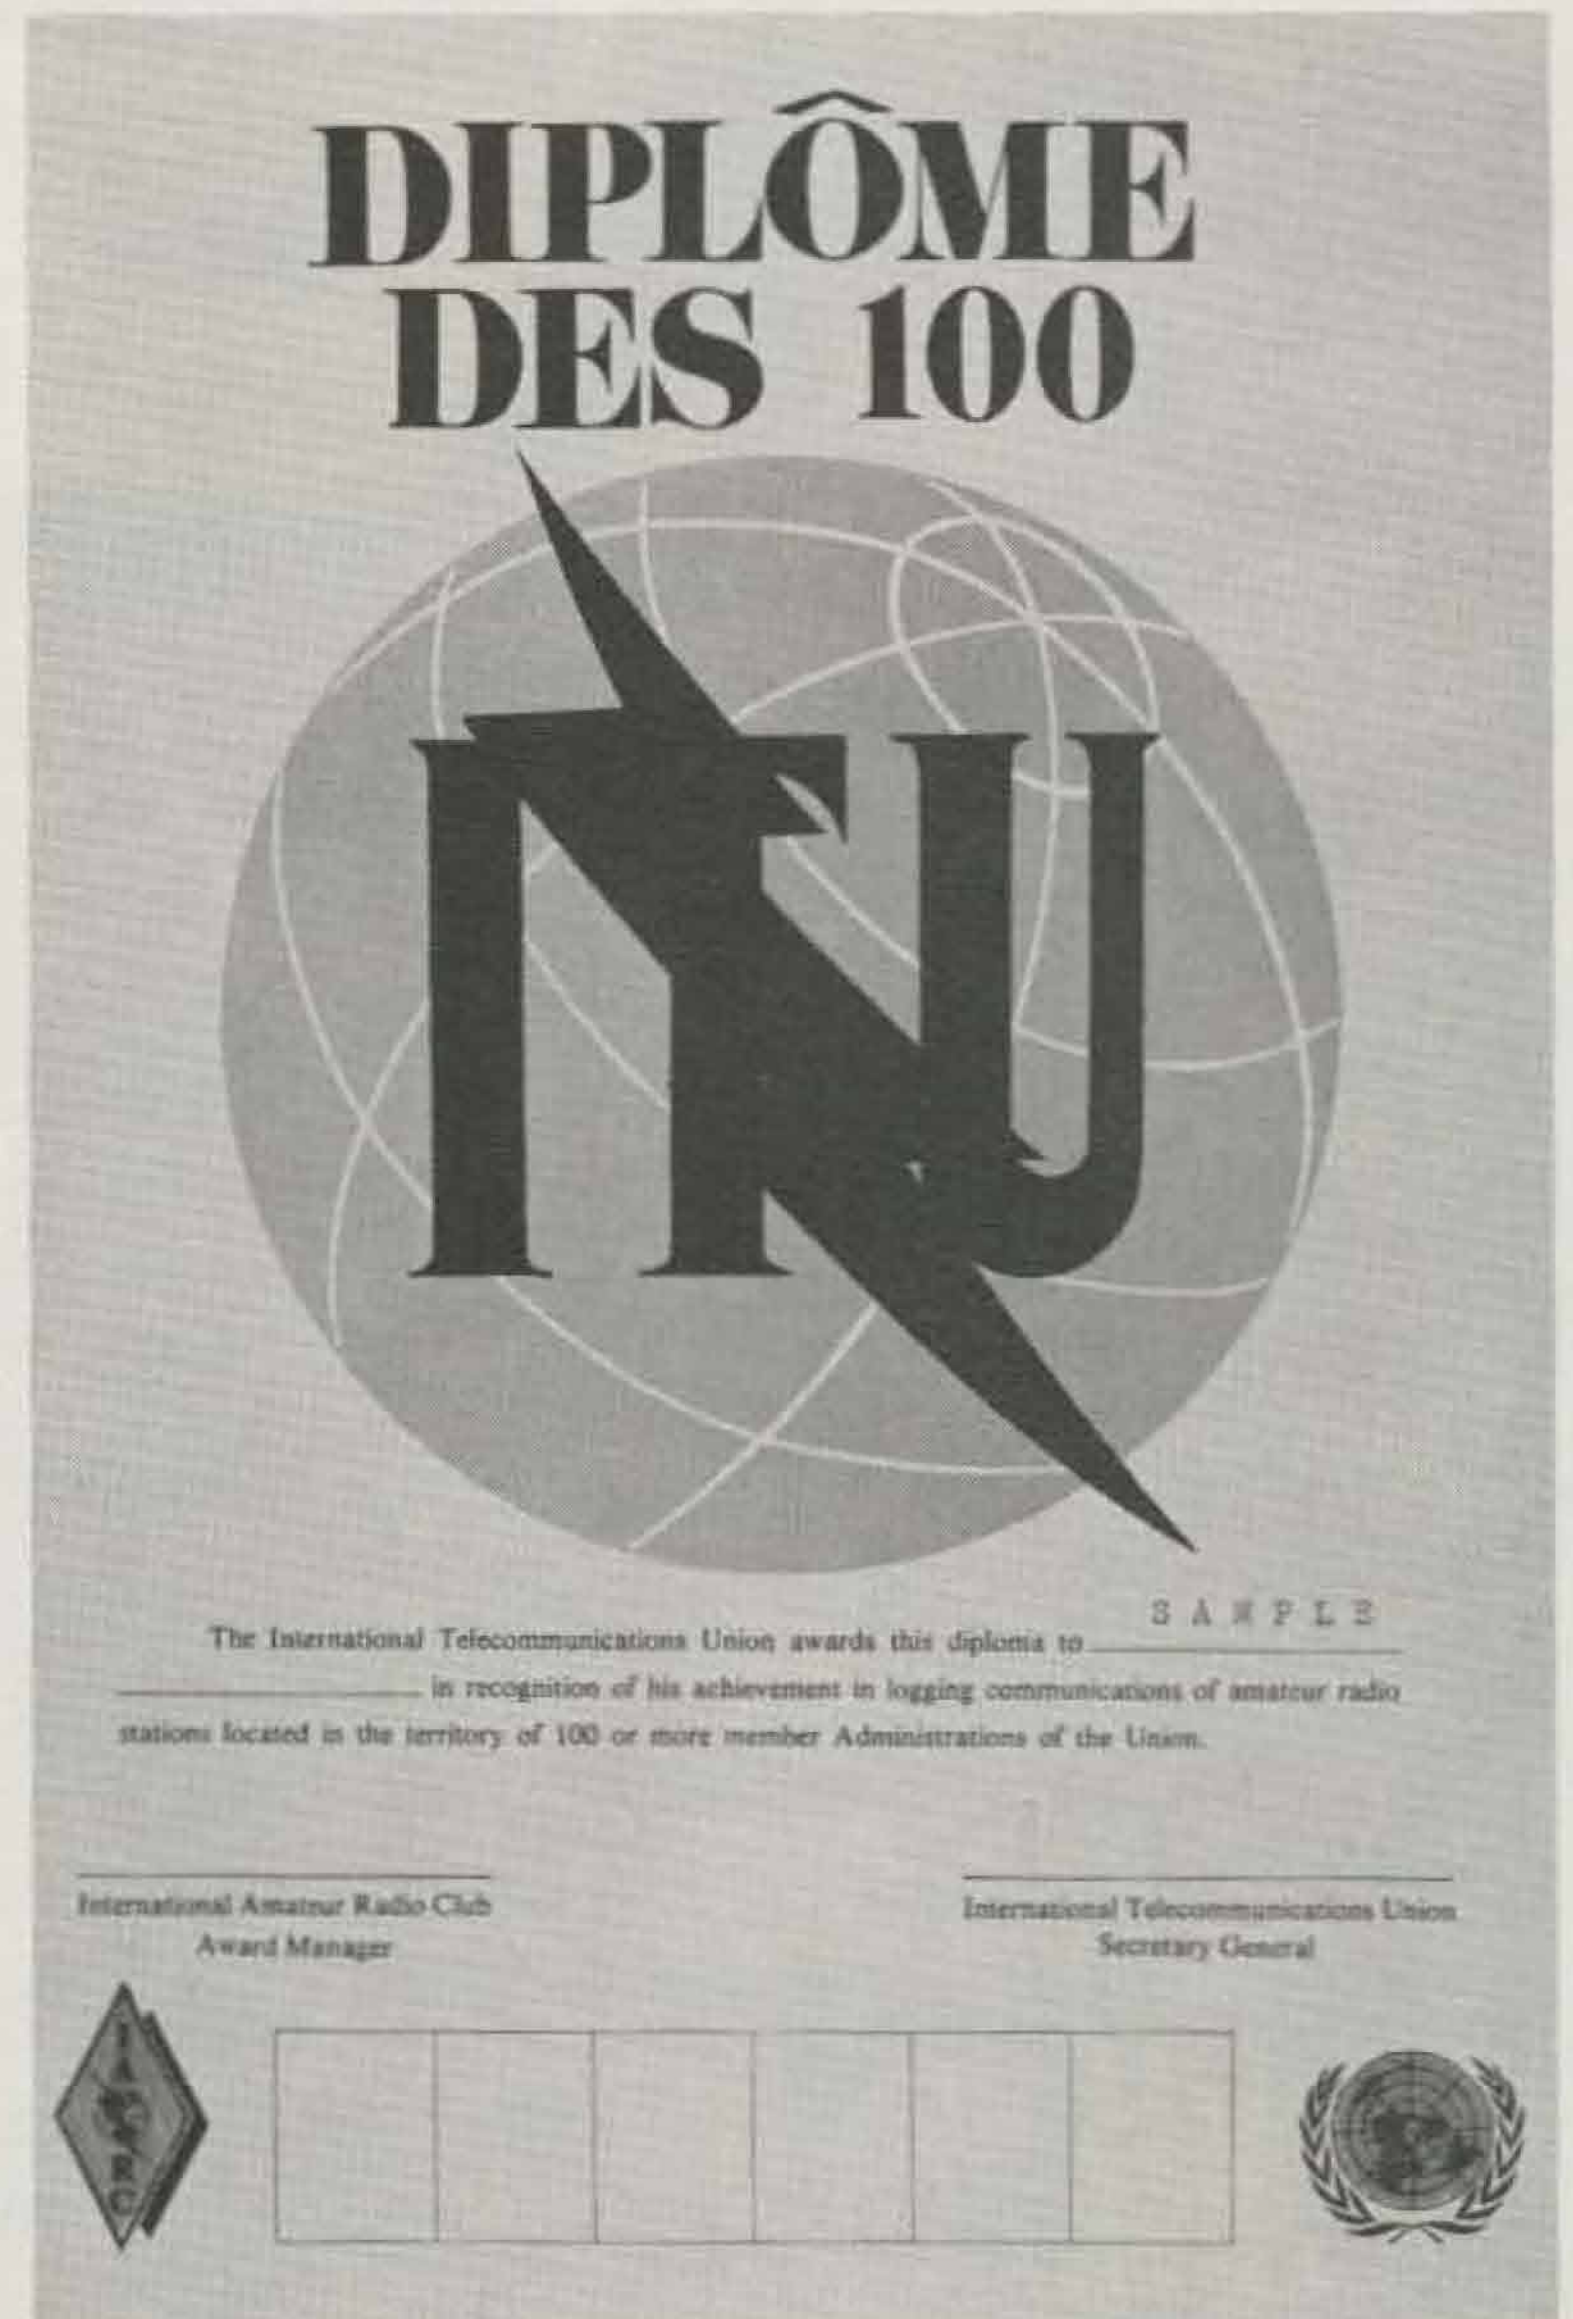 DIPLÔME
DES 100
ITU
SAMPLE
The International Telecommunications Union awards this diploma to
in recognition of his achievement in logging communications of amateur radio
stations located in the territory of 100 or more member Administrations of the Union.
International Amateur Radio Club
Award Manager
International Telecommunications Union
Secretary General
IARC